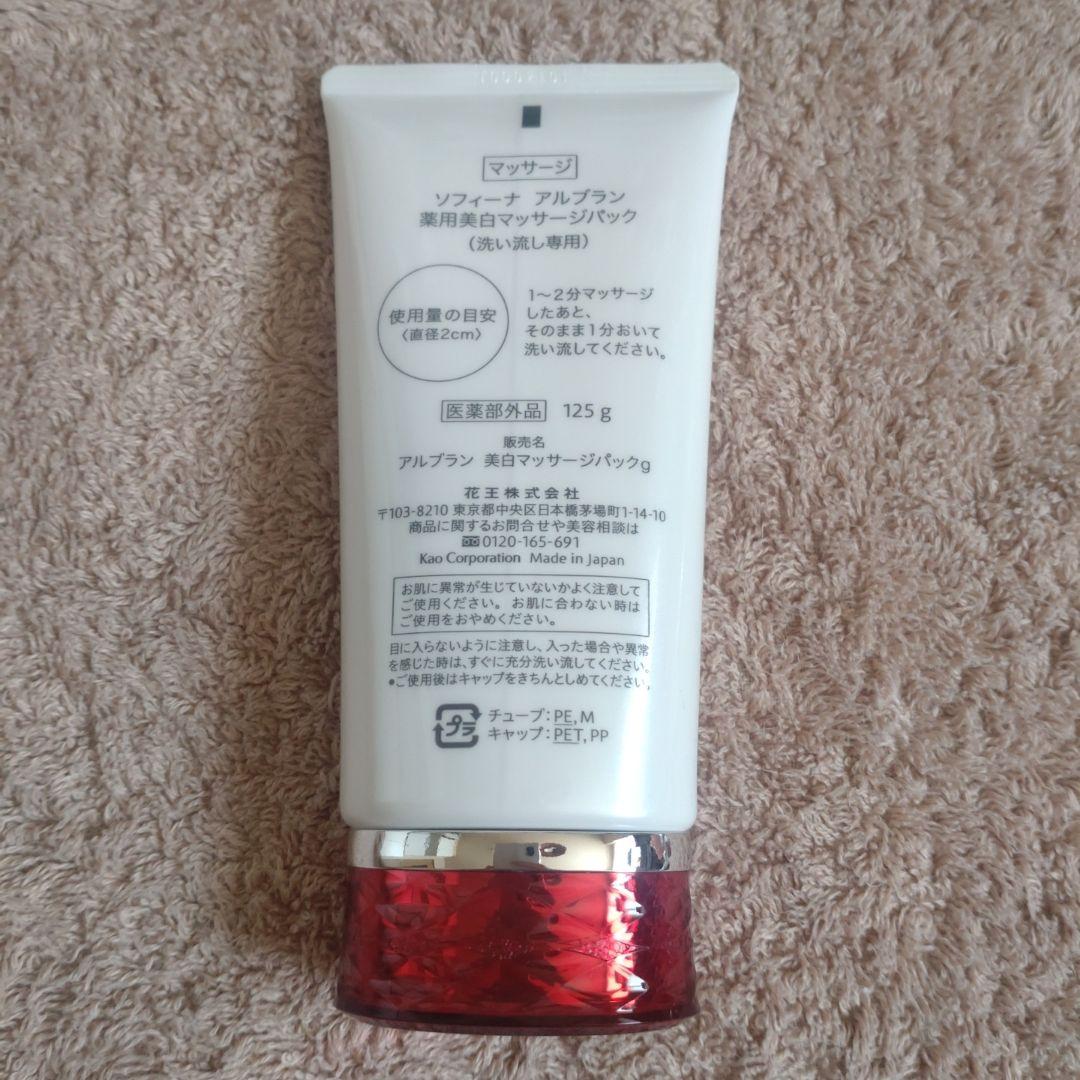 マッサージ
ソフィーナ アルブラン
薬用美白マッサージパック
（洗い流し専用）
使用量の目安
〈直径2cm〉
1～2分マッサージ
したあと、
そのまま1分おいて
洗い流してください。
医薬部外品 125g
販売名
アルブラン 美白マッサージパックg
花王株式会社
〒103-8210 東京都中央区日本橋茅場町1-14-10
商品に関するお問合せや美容相談は
0120-165-691
Kao Corporation Made in Japan
お肌に異常が生じていないかよく注意して
ご使用ください。お肌に合わない時は
ご使用をおやめください。
目に入らないように注意し、入った場合や異常
を感じた時は、すぐに充分洗い流してください。
●ご使用後はキャップをきちんとしめてください。
プラ
チューブ：PE,M
キャップ：PET,PP